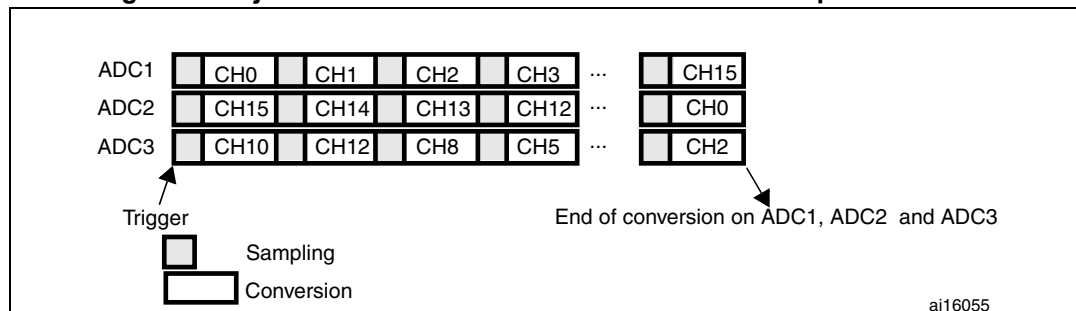 ADC1 CH0 CH1 CH2 CH3 ... CH15
ADC2 CH15 CH14 CH13 CH12 ... CH0
ADC3 CH10 CH12 CH8 CH5 ... CH2
Trigger
End of conversion on ADC1, ADC2 and ADC3
Sampling
Conversion
ai16055